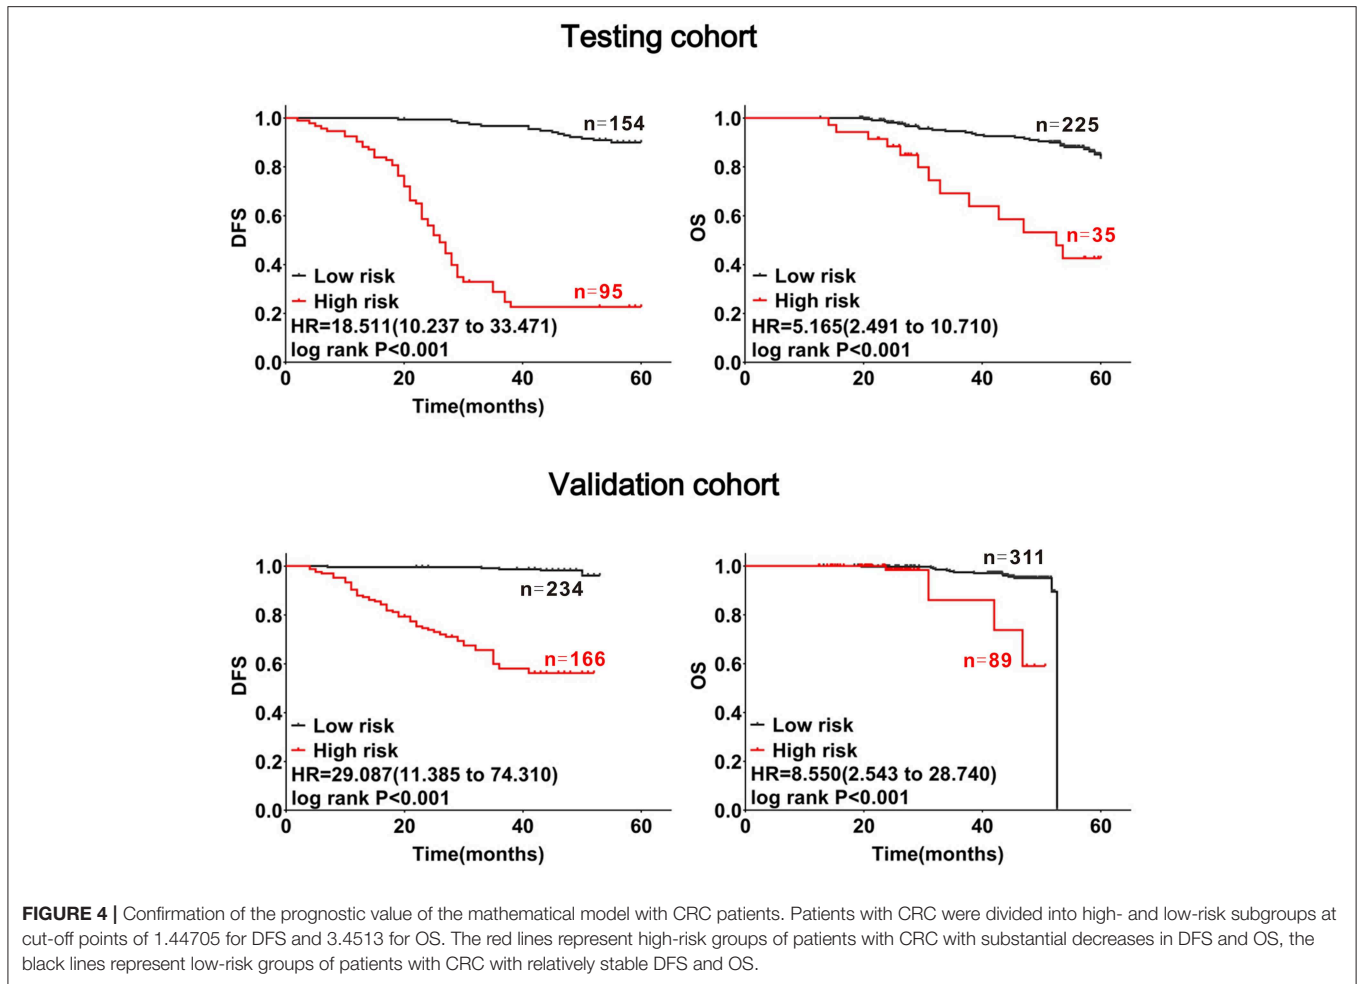 Testing cohort
1.0
0.8
0.6
0.4
0.2
0.0
DFS
n=154
n=95
Low risk
High risk
HR=18.511(10.237 to 33.471)
log rank P<0.001
0 20 40 60
Time(months)
1.0
0.8
0.6
0.4
0.2
0.0
OS
n=225
n=35
Low risk
High risk
HR=5.165(2.491 to 10.710)
log rank P<0.001
0 20 40 60
Validation cohort
1.0
0.8
0.6
0.4
0.2
0.0
DFS
n=234
n=166
Low risk
High risk
HR=29.087(11.385 to 74.310)
log rank P<0.001
0 20 40 60
Time(months)
1.0
0.8
0.6
0.4
0.2
0.0
OS
n=311
n=89
Low risk
High risk
HR=8.550(2.543 to 28.740)
log rank P<0.001
0 20 40 60
Time(months)
FIGURE 4 | Confirmation of the prognostic value of the mathematical model with CRC patients. Patients with CRC were divided into high- and low-risk subgroups at
cut-off points of 1.44705 for DFS and 3.4513 for OS. The red lines represent high-risk groups of patients with CRC with substantial decreases in DFS and OS, the
black lines represent low-risk groups of patients with CRC with relatively stable DFS and OS.